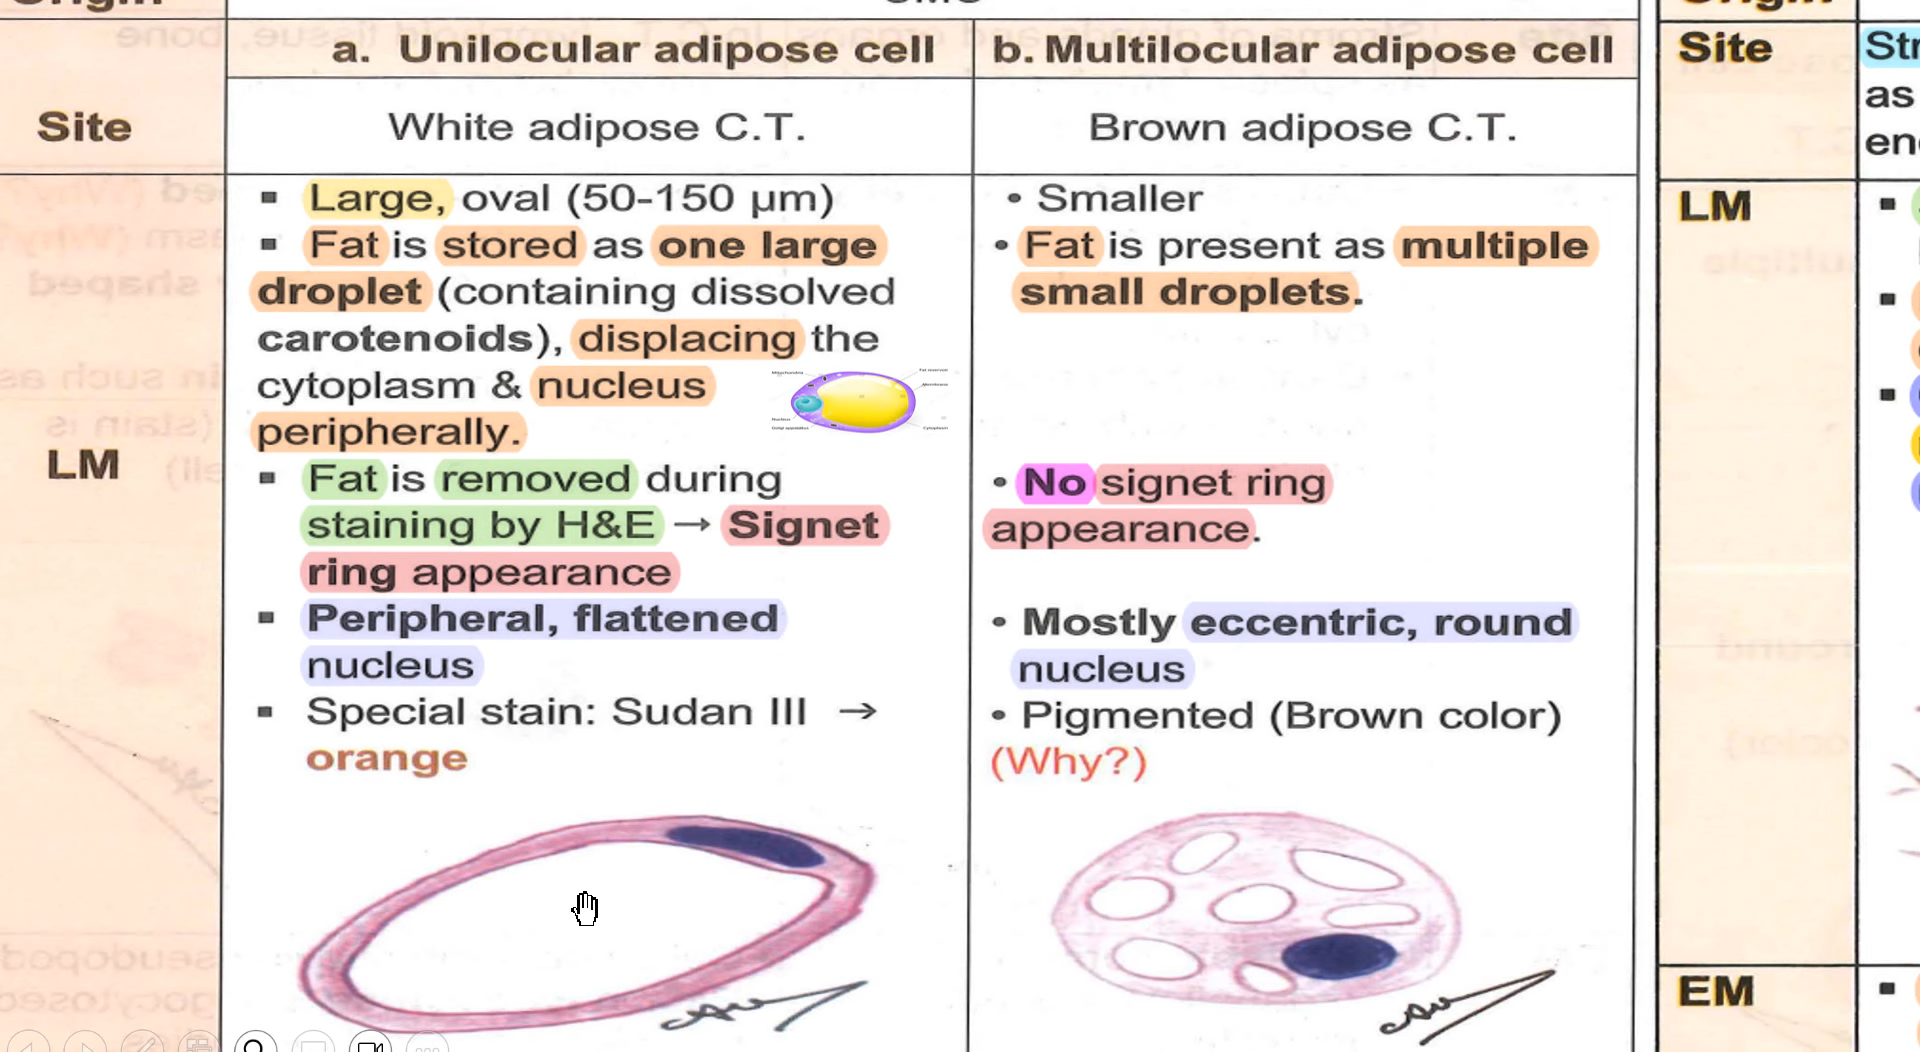 a. Unilocular adipose cell
b. Multilocular adipose cell
Site
White adipose C.T.
Brown adipose C.T.
LM
▪ Large, oval (50-150 µm)
▪ Fat is stored as one large
droplet (containing dissolved
carotenoids), displacing the
cytoplasm & nucleus
peripherally.
▪ Fat is removed during
staining by H&E → Signet
ring appearance
▪ Peripheral, flattened
nucleus
▪ Special stain: Sudan III →
orange
• Smaller
• Fat is present as multiple
small droplets.
• No signet ring
appearance.
• Mostly eccentric, round
nucleus
• Pigmented (Brown color)
(Why?)
Site
as
LM
EM